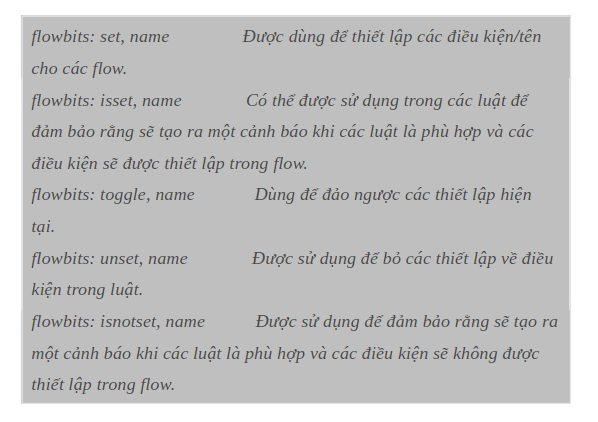 flowbits: set, name Được dùng để thiết lập các điều kiện/tên
cho các flow.
flowbits: isset, name Có thể được sử dụng trong các luật để
đảm bảo rằng sẽ tạo ra một cảnh báo khi các luật là phù hợp và các
điều kiện sẽ được thiết lập trong flow.
flowbits: toggle, name Dùng để đảo ngược các thiết lập hiện
tại.
flowbits: unset, name Được sử dụng để bỏ các thiết lập về điều
kiện trong luật.
flowbits: isnotset, name Được sử dụng để đảm bảo rằng sẽ tạo ra
một cảnh báo khi các luật là phù hợp và các điều kiện sẽ không được
thiết lập trong flow.